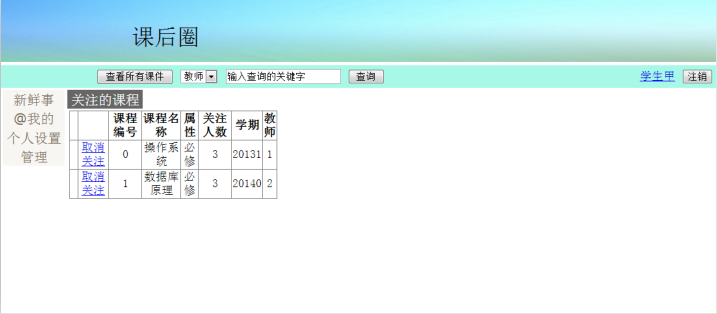 课后圈
查看所有课件 教师 输入查询的关键字 查询 学生甲 注销
新鲜事
@我的
个人设置
管理
关注的课程
课程编号 课程名称 属性 关注人数 学期 教师
取消关注 0 操作系统 必修 3 20131 1
取消关注 1 数据库原理 必修 3 20140 2